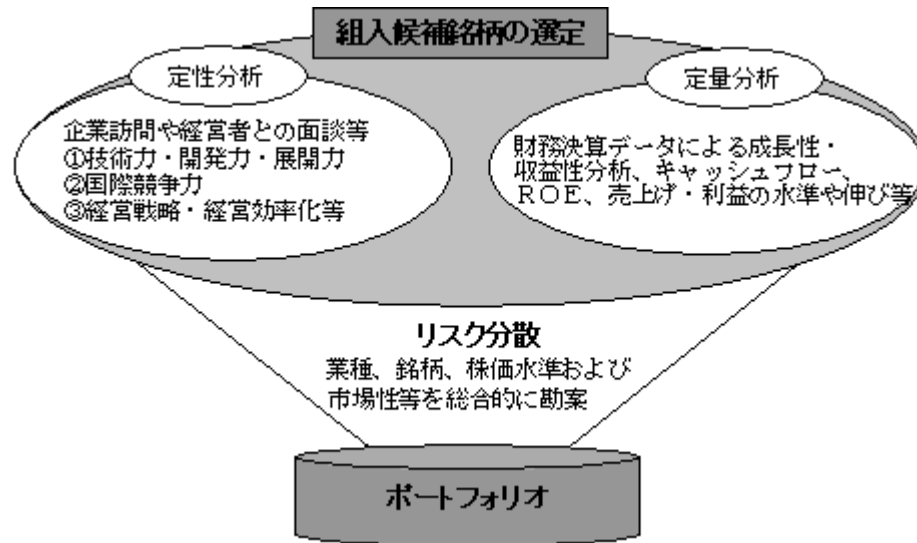 組入候補銘柄の選定
定性分析
企業訪問や経営者との面談等
①技術力・開発力・展開力
②国際競争力
③経営戦略・経営効率化等
定量分析
財務決算データによる成長性・
収益性分析、キャッシュフロー、
ＲＯＥ、売上げ・利益の水準や伸び等
リスク分散
業種、銘柄、株価水準および
市場性等を総合的に勘案
ポートフォリオ